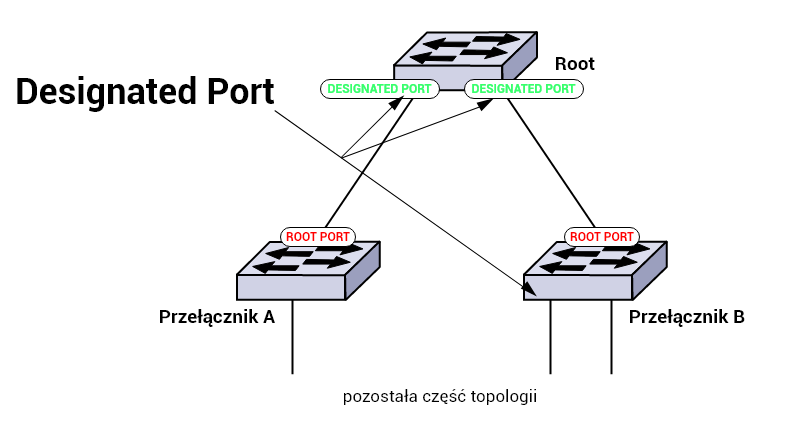 Root
DESIGNATED PORT
DESIGNATED PORT
Designated Port
ROOT PORT
ROOT PORT
Przełącznik A
Przełącznik B
pozostała część topologii